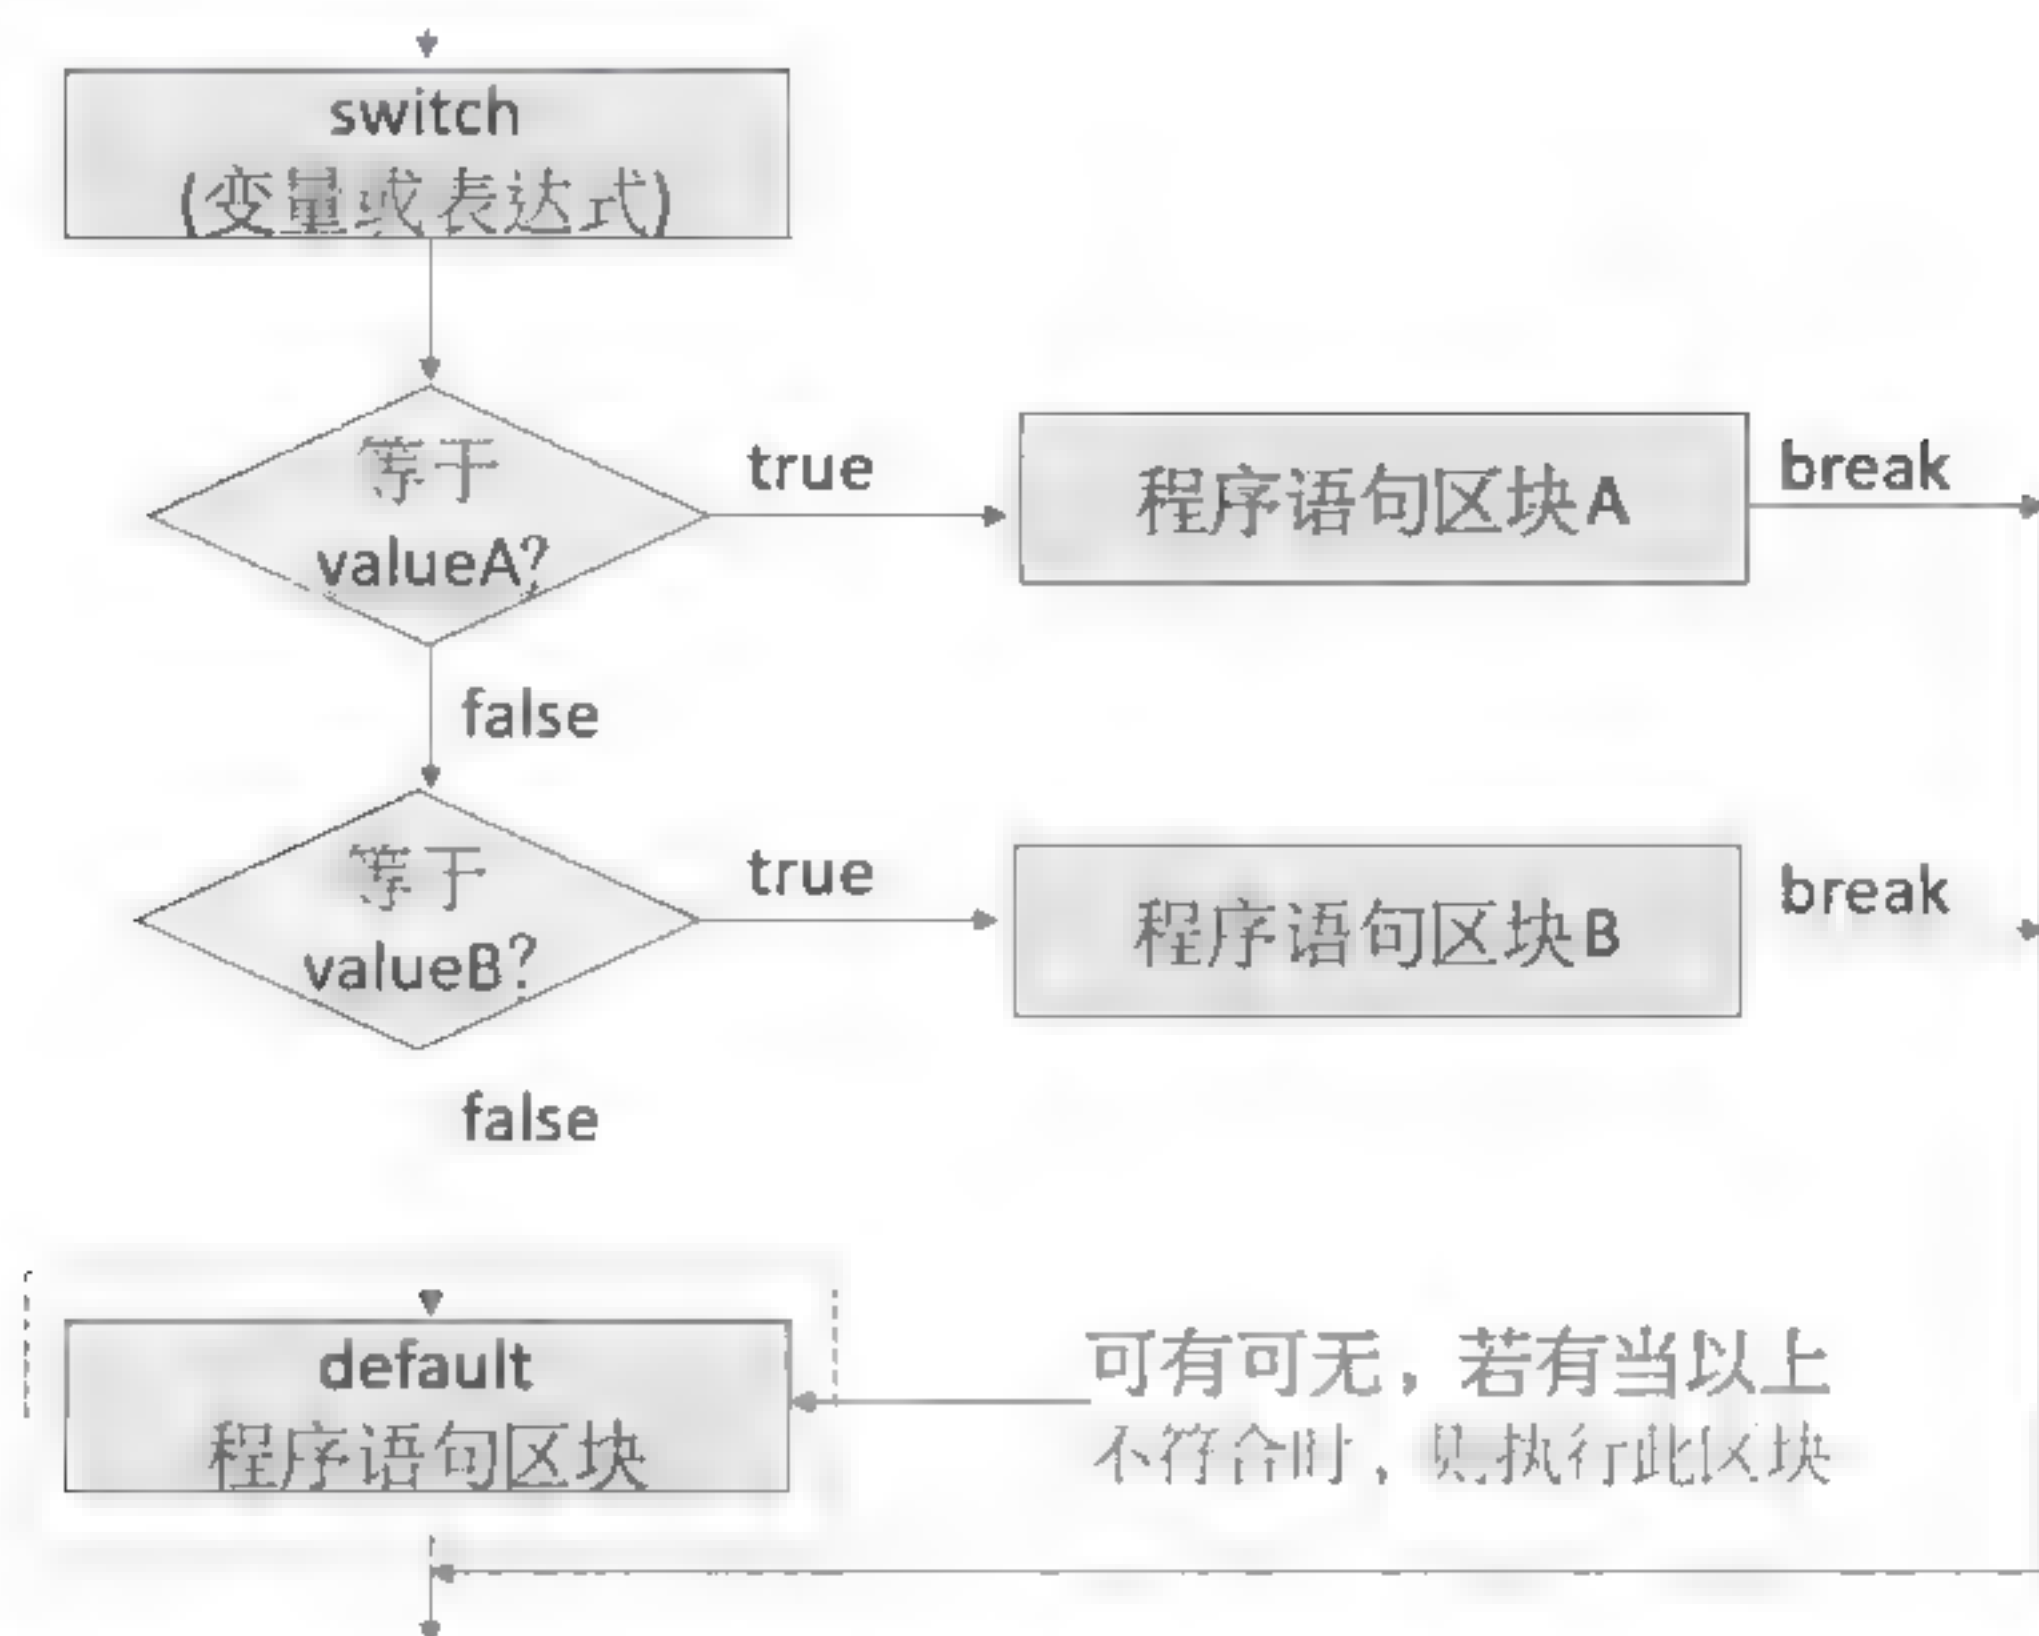 switch
(变量或表达式)
等于
valueA?
true
程序语句区块A
break
false
等于
valueB?
true
程序语句区块B
break
false
default
程序语句区块
可有可无，若有当以上
不符合时，则执行此区块